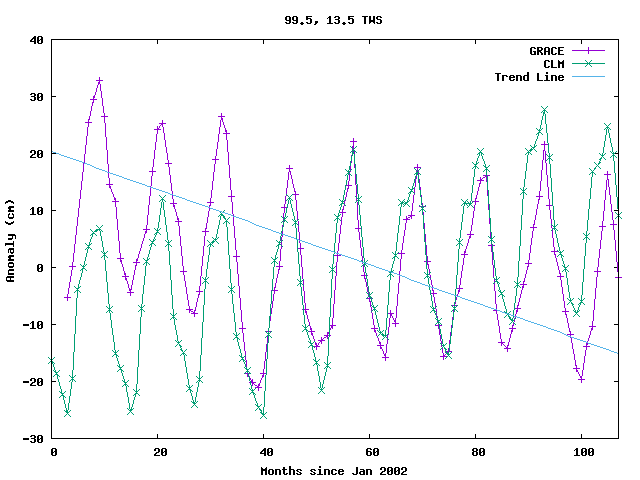 99.5, 13.5 TWS
GRACE
CLM
Trend Line
40
30
20
10
0
-10
-20
-30
Anomaly (cm)
0 20 40 60 80 100
Months since Jan 2002